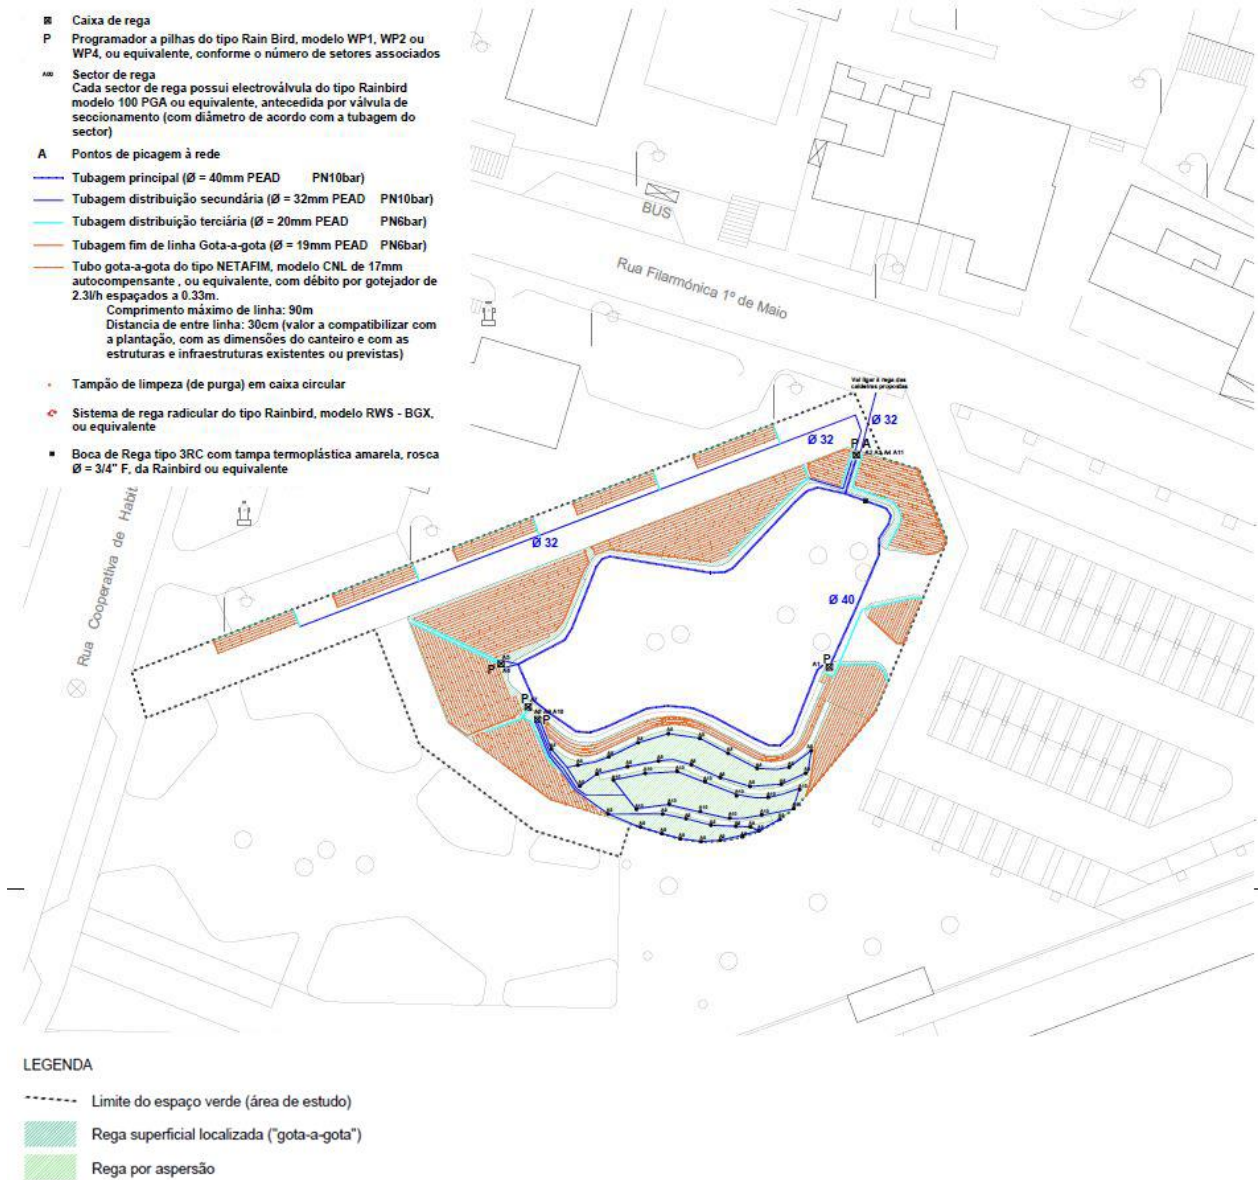 Caixa de rega
P Programador a pilhas do tipo Rain Bird, modelo WP1, WP2 ou
WP4, ou equivalente, conforme o número de setores associados
Sector de rega
Cada sector de rega possui electroválvula do tipo Rainbird
modelo 100 PGA ou equivalente, antecedida por válvula de
seccionamento (com diâmetro de acordo com a tubagem do
sector)
A Pontos de picagem à rede
Tubagem principal (Ø = 40mm PEAD PN10bar)
Tubagem distribuição secundária (Ø = 32mm PEAD PN10bar)
Tubagem distribuição terciária (Ø = 20mm PEAD PN6bar)
Tubagem fim de linha Gota-a-gota (Ø = 19mm PEAD PN6bar)
Tubo gota-a-gota do tipo NETAFIM, modelo CNL de 17mm
autocompensante , ou equivalente, com débito por gotejador de
2.3l/h espaçados a 0.33m.
Comprimento máximo de linha: 90m
Distancia de entre linha: 30cm (valor a compatibilizar com
a plantação, com as dimensões do canteiro e com as
estruturas e infraestruturas existentes ou previstas)
Tampão de limpeza (de purga) em caixa circular
Sistema de rega radicular do tipo Rainbird, modelo RWS - BGX,
ou equivalente
Boca de Rega tipo 3RC com tampa termoplástica amarela, rosca
Ø = 3/4" F, da Rainbird ou equivalente
BUS
Rua Filarmónica 1º de Maio
Vai ligar à rega das
caldeiras propostas
Ø 32
Ø 32
P A
Ø 32
Ø 40
P
A1
P
P
P
Rua Cooperativa de Habit
LEGENDA
Limite do espaço verde (área de estudo)
Rega superficial localizada ("gota-a-gota")
Rega por aspersão